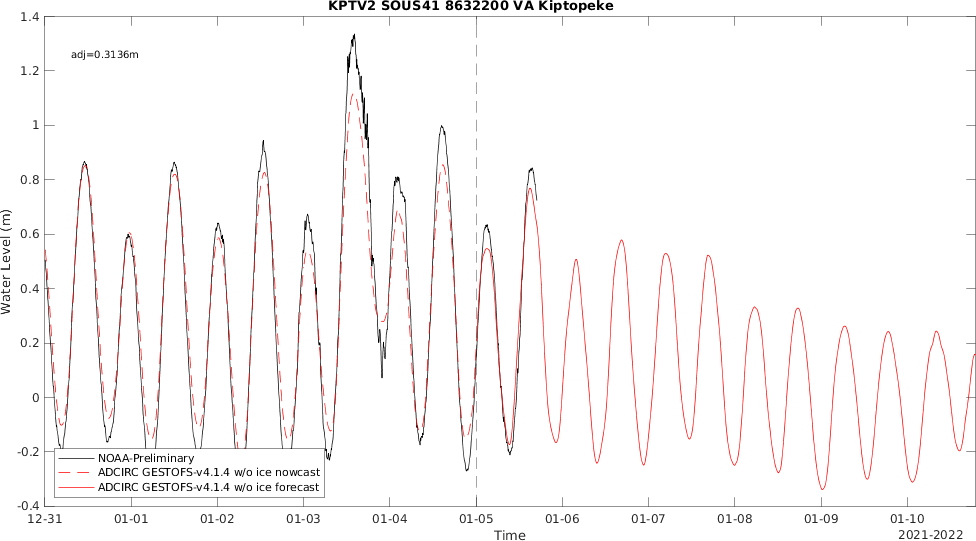 KPTV2 SOUS41 8632200 VA Kiptopeke
adj=0.3136m
1.4
1.2
1
0.8
0.6
0.4
0.2
0
-0.2
-0.4
Water Level (m)
NOAA-Preliminary
ADCIRC GESTOFS-v4.1.4 w/o ice nowcast
ADCIRC GESTOFS-v4.1.4 w/o ice forecast
12-31 01-01 01-02 01-03 01-04 01-05 01-06 01-07 01-08 01-09 01-10
Time
2021-2022